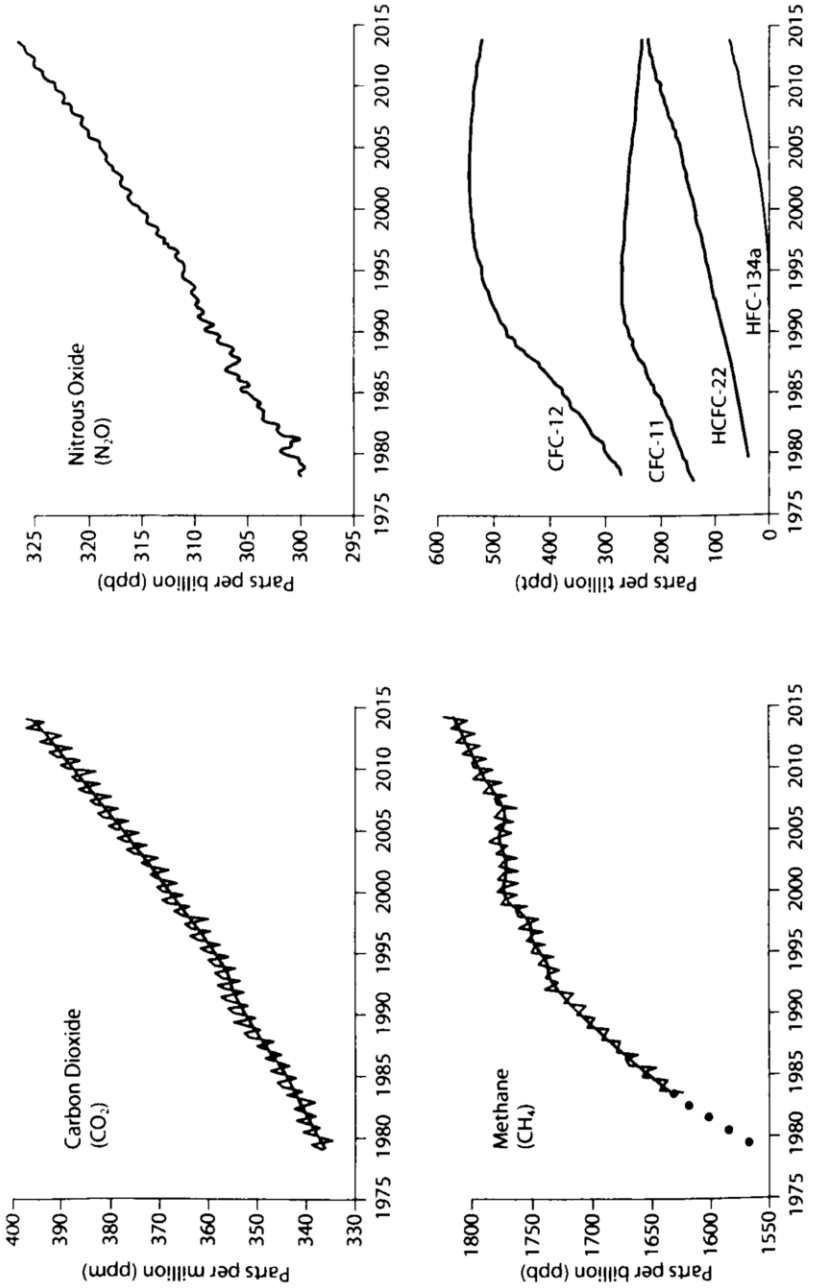 Carbon Dioxide
(CO₂)
Parts per million (ppm)
400
390
380
370
360
350
340
330
1975 1980 1985 1990 1995 2000 2005 2010 2015
Nitrous Oxide
(N₂O)
Parts per billion (ppb)
325
320
315
310
305
300
295
1975 1980 1985 1990 1995 2000 2005 2010 2015
Methane
(CH₄)
Parts per billion (ppb)
1800
1750
1700
1650
1600
1550
1975 1980 1985 1990 1995 2000 2005 2010 2015
Parts per tillion (ppt)
600
500
400
300
200
100
0
CFC-12
CFC-11
HCFC-22
HFC-134a
1975 1980 1985 1990 1995 2000 2005 2010 2015